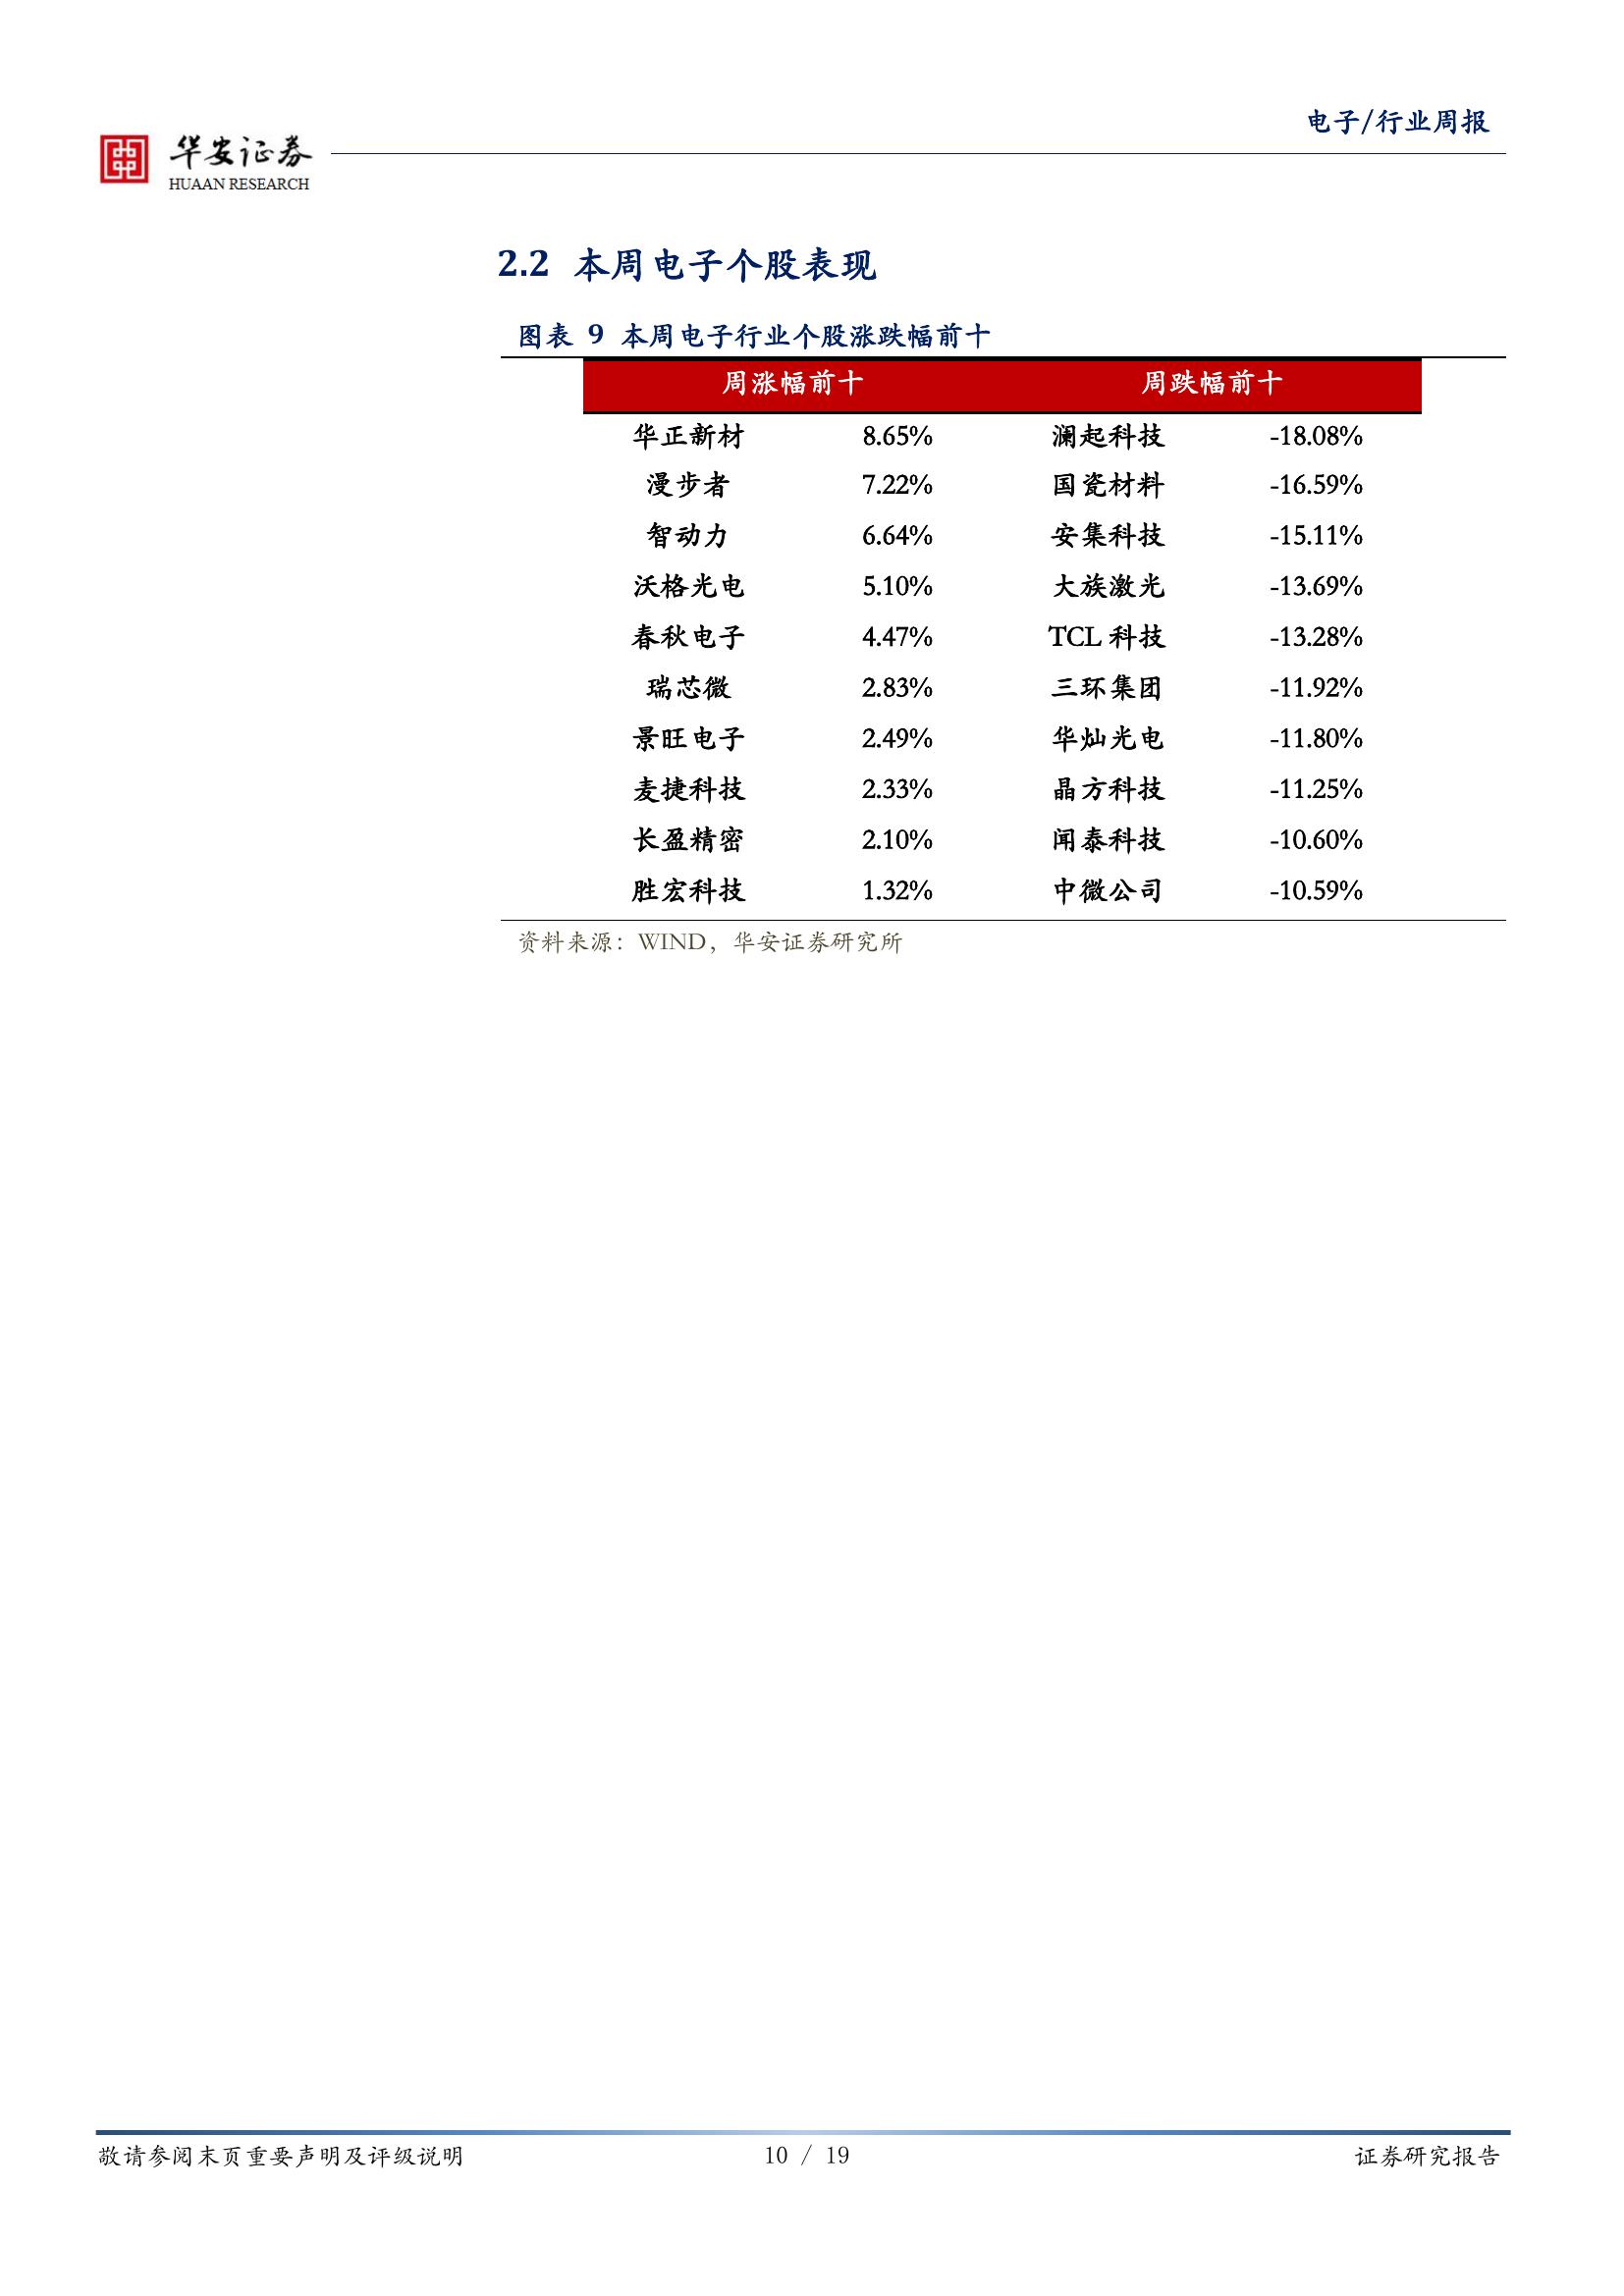 电子/行业周报
华安证券
HUAAN RESEARCH
2.2 本周电子个股表现
图表 9 本周电子行业个股涨跌幅前十
周涨幅前十 周跌幅前十
华正新材 8.65% 澜起科技 -18.08%
漫步者 7.22% 国瓷材料 -16.59%
智动力 6.64% 安集科技 -15.11%
沃格光电 5.10% 大族激光 -13.69%
春秋电子 4.47% TCL 科技 -13.28%
瑞芯微 2.83% 三环集团 -11.92%
景旺电子 2.49% 华灿光电 -11.80%
麦捷科技 2.33% 晶方科技 -11.25%
长盈精密 2.10% 闻泰科技 -10.60%
胜宏科技 1.32% 中微公司 -10.59%
资料来源：WIND，华安证券研究所
敬请参阅末页重要声明及评级说明 10 / 19 证券研究报告